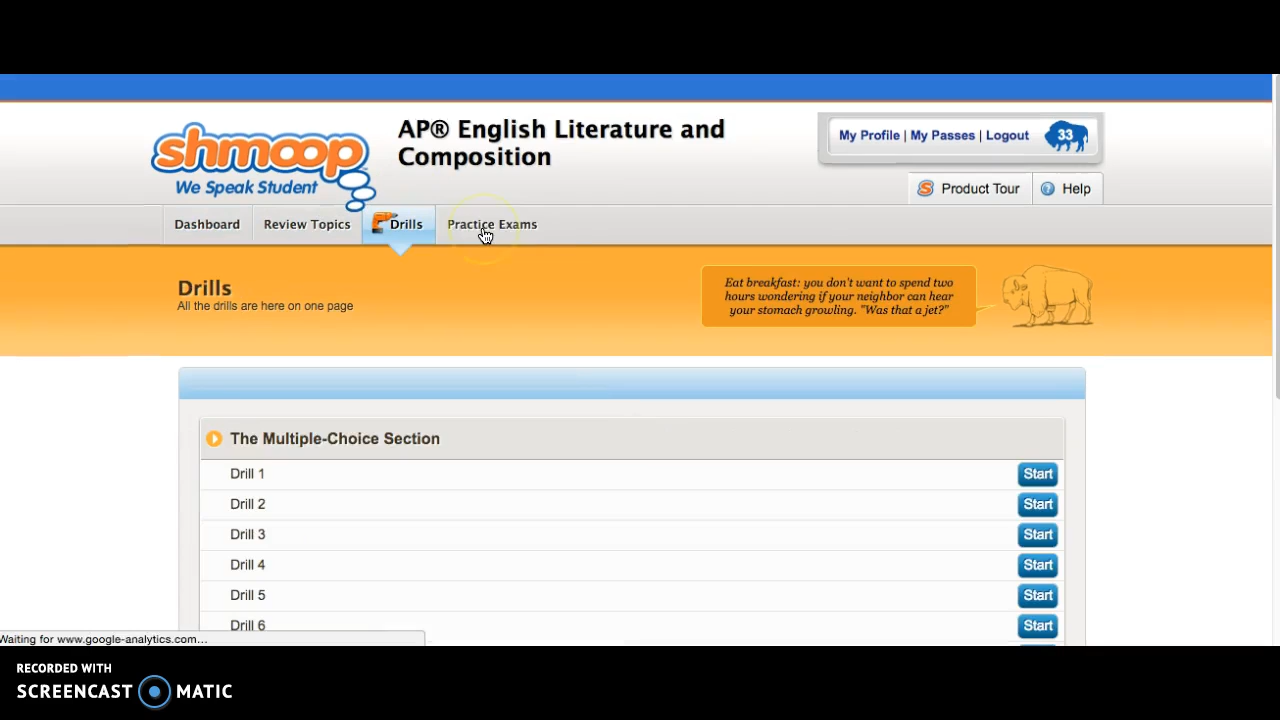 shmoop
We Speak Student
AP® English Literature and
Composition
My Profile | My Passes | Logout
33
Product Tour
Help
Dashboard
Review Topics
Drills
Practice Exams
Drills
All the drills are here on one page
Eat breakfast: you don't want to spend two
hours wondering if your neighbor can hear
your stomach growling. "Was that a jet?"
The Multiple-Choice Section
Drill 1 Start
Drill 2 Start
Drill 3 Start
Drill 4 Start
Drill 5 Start
Drill 6 Start
Waiting for www.google-analytics.com...
RECORDED WITH
SCREENCAST MATIC